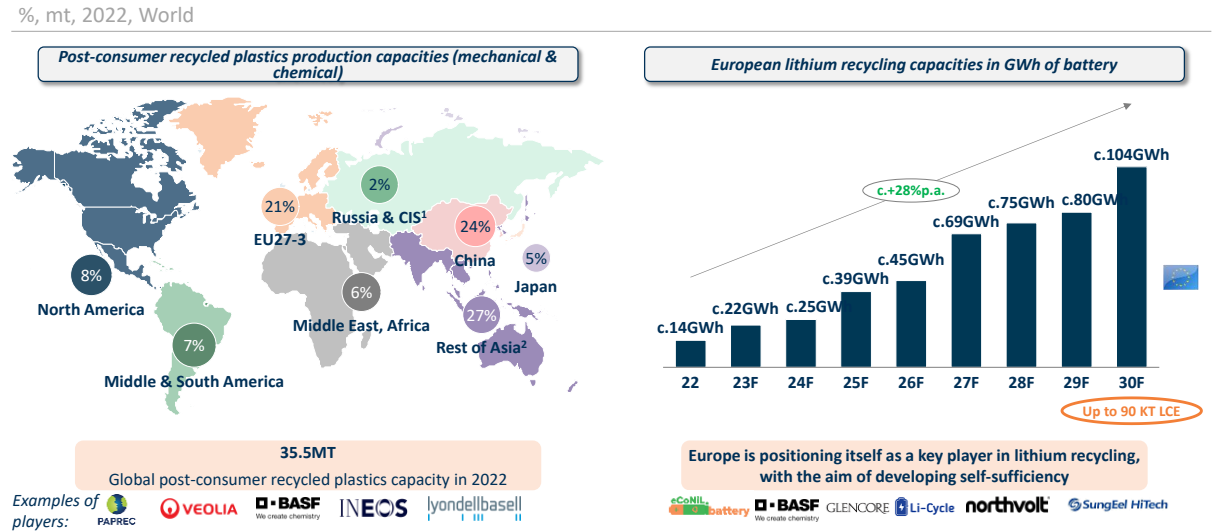 %, mt, 2022, World
Post-consumer recycled plastics production capacities (mechanical &
chemical)
2%
21%
Russia & CIS¹
24%
EU27-3
China
5%
8%
Japan
6%
North America
27%
Middle East, Africa
7%
Rest of Asia²
Middle & South America
35.5MT
Global post-consumer recycled plastics capacity in 2022
Examples of
players:
PAPREC
VEOLIA
BASF
We create chemistry
INEOS
lyondellbasell
European lithium recycling capacities in GWh of battery
c.104GWh
c.+28%p.a.
c.75GWh
c.80GWh
c.69GWh
c.45GWh
c.39GWh
c.22GWh
c.25GWh
c.14GWh
22 23F 24F 25F 26F 27F 28F 29F 30F
Up to 90 KT LCE
Europe is positioning itself as a key player in lithium recycling,
with the aim of developing self-sufficiency
eCoNiL
battery
BASF
We create chemistry
GLENCORE
Li-Cycle
northvolt
SungEel HiTech